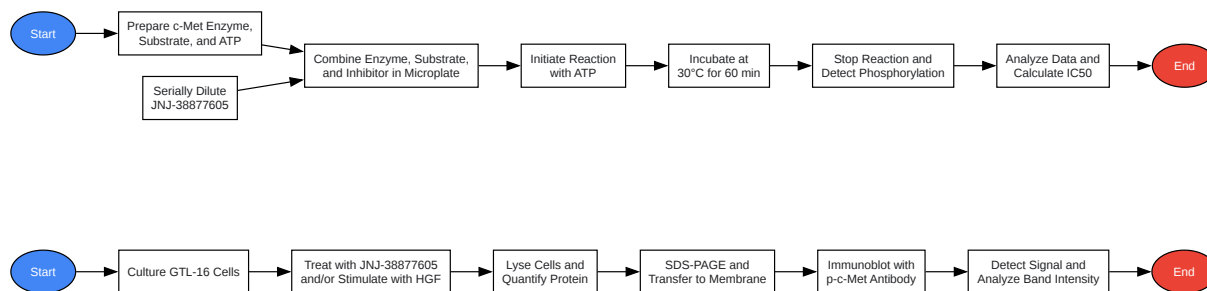 Start
Prepare c-Met Enzyme,
Substrate, and ATP
Serially Dilute
JNJ-38877605
Combine Enzyme, Substrate,
and Inhibitor in Microplate
Initiate Reaction
with ATP
Incubate at
30°C for 60 min
Stop Reaction and
Detect Phosphorylation
Analyze Data and
Calculate IC50
End
Start
Culture GTL-16 Cells
Treat with JNJ-38877605
and/or Stimulate with HGF
Lyse Cells and
Quantify Protein
SDS-PAGE and
Transfer to Membrane
Immunoblot with
p-c-Met Antibody
Detect Signal and
Analyze Band Intensity
End